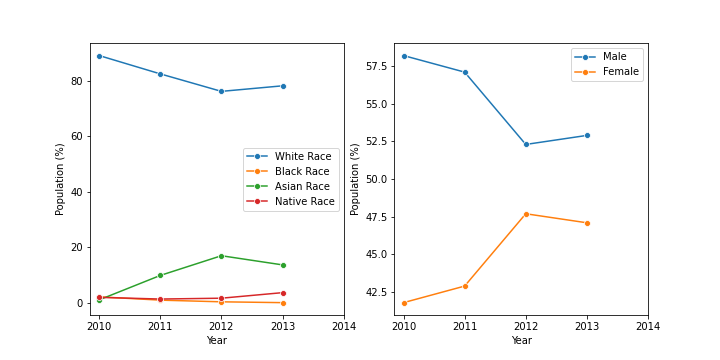 80
60
40
20
0
Population (%)
2010 2011 2012 2013 2014
Year
White Race
Black Race
Asian Race
Native Race
57.5
55.0
52.5
50.0
47.5
45.0
42.5
Population (%)
2010 2011 2012 2013 2014
Year
Male
Female